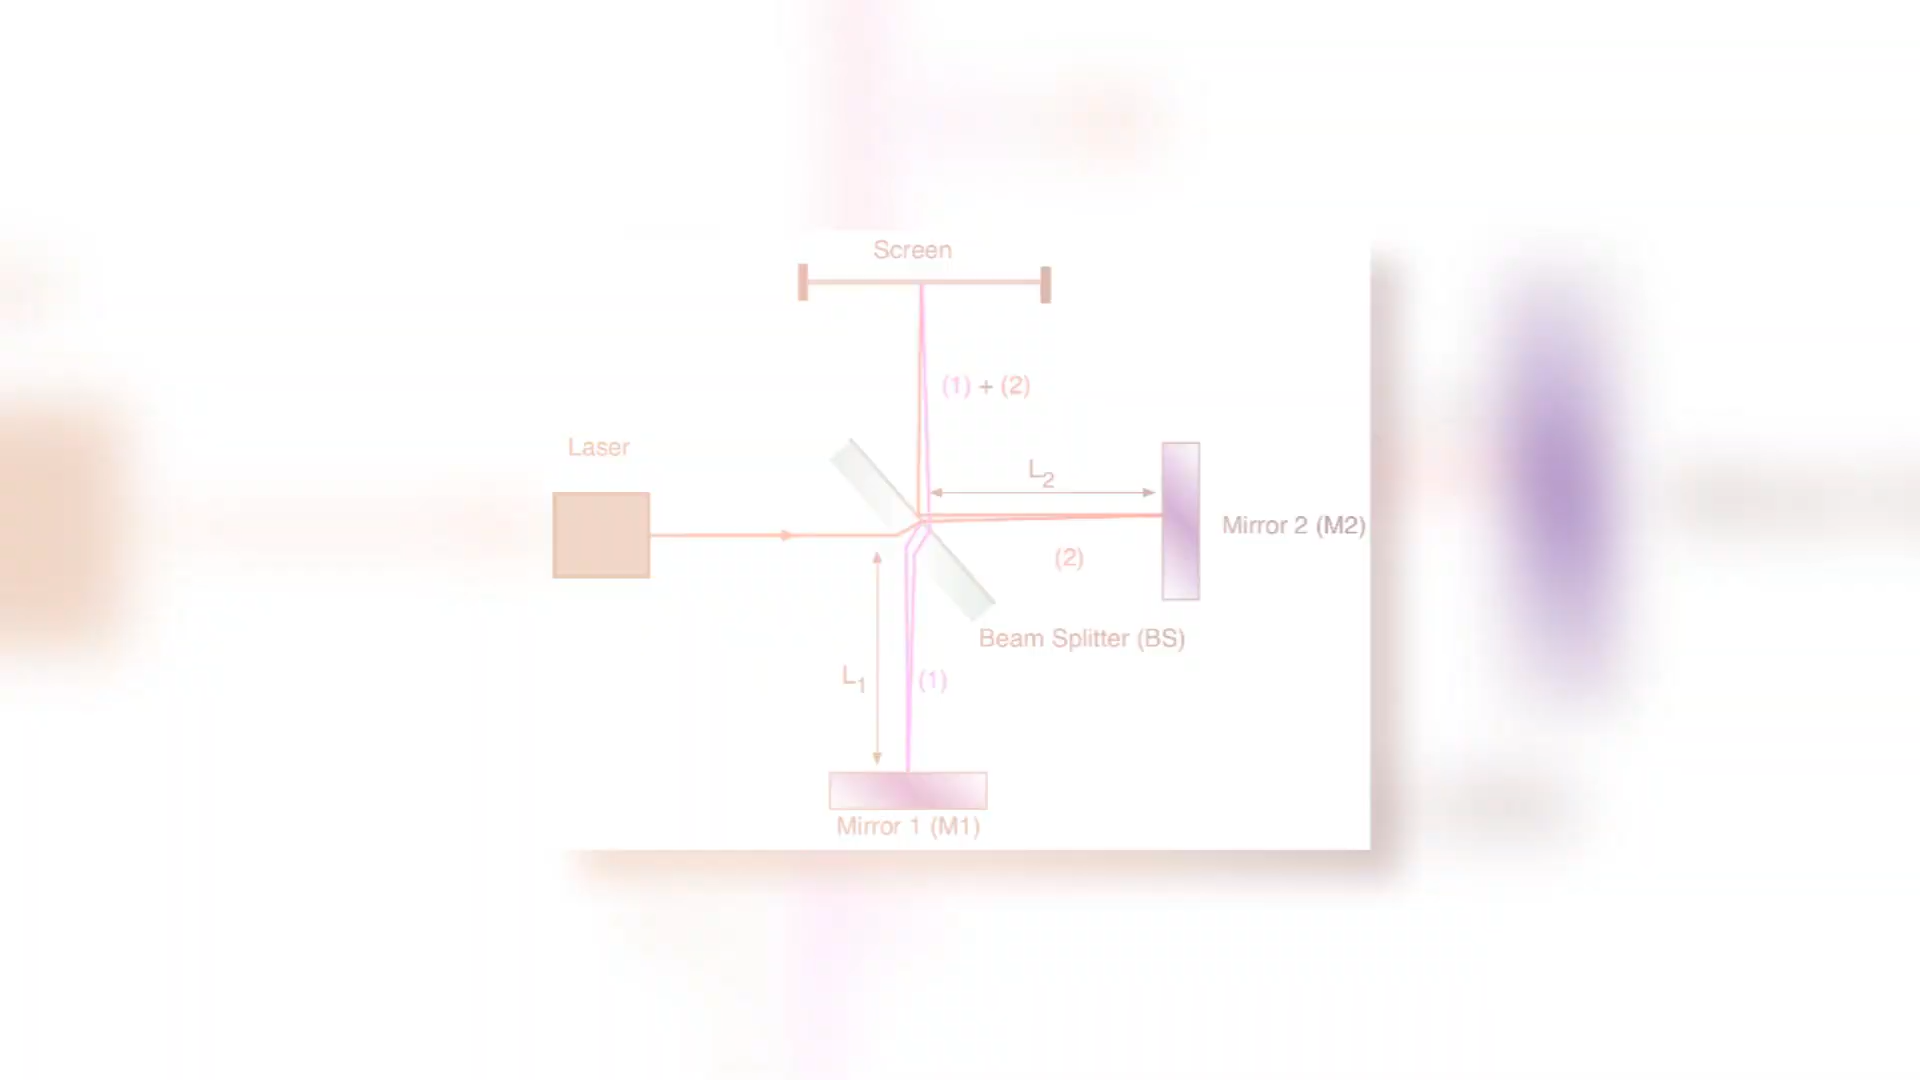 Screen
(1) + (2)
Laser
L2
Mirror 2 (M2)
(2)
Beam Splitter (BS)
L1
(1)
Mirror 1 (M1)